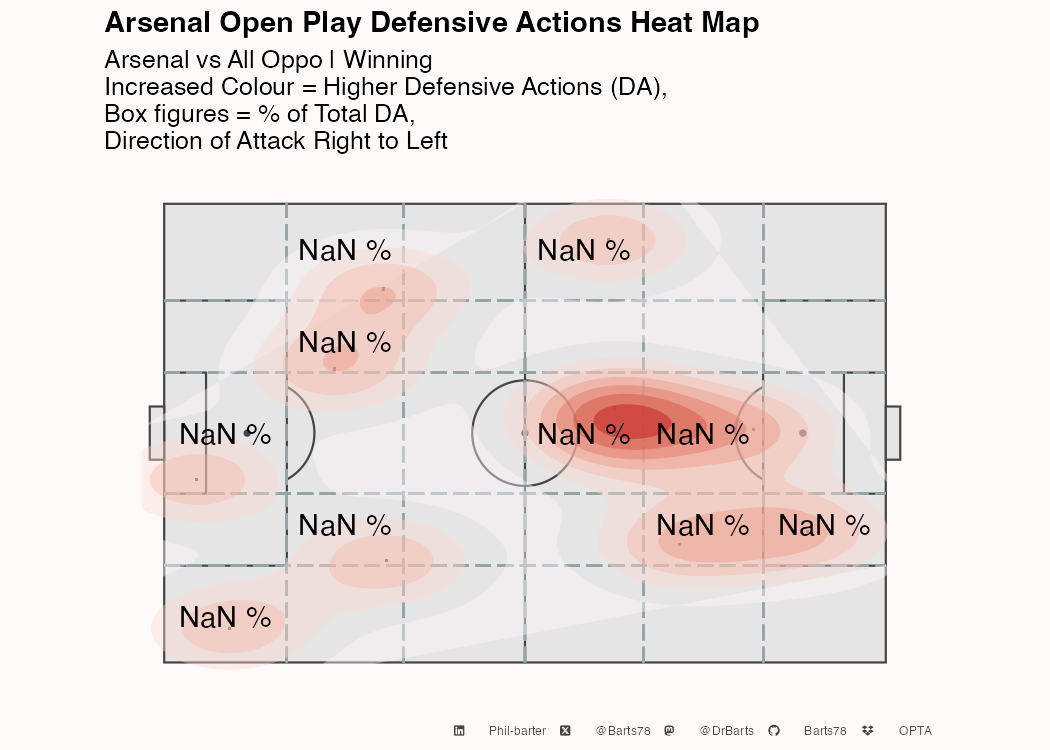 Arsenal Open Play Defensive Actions Heat Map
Arsenal vs All Oppo | Winning
Increased Colour = Higher Defensive Actions (DA),
Box figures = % of Total DA,
Direction of Attack Right to Left
NaN % NaN %
NaN %
NaN % NaN % NaN %
NaN % NaN % NaN %
NaN %
Phil-barter @Barts78 @DrBarts Barts78 OPTA